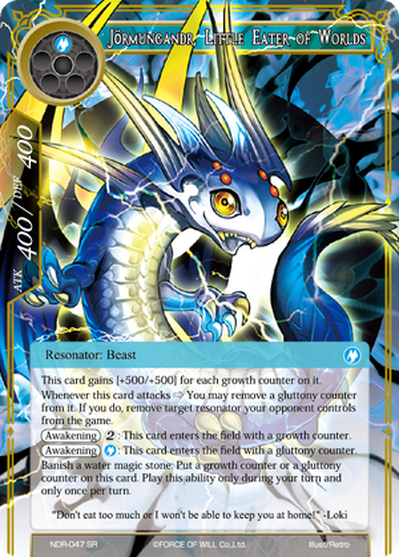 Jörmungandr, Little Eater of Worlds
ATK 400 / DEF 400
Resonator: Beast
This card gains [+500/+500] for each growth counter on it.
Whenever this card attacks ⇨ You may remove a gluttony counter
from it. If you do, remove target resonator your opponent controls
from the game.
Awakening 2 : This card enters the field with a growth counter.
Awakening : This card enters the field with a gluttony counter.
Banish a water magic stone: Put a growth counter or a gluttony
counter on this card. Play this ability only during your turn and
only once per turn.
"Don't eat too much or I won't be able to keep you at home!" -Loki
NDR-047 SR ©FORCE OF WILL Co.,Ltd. Illust/Retro